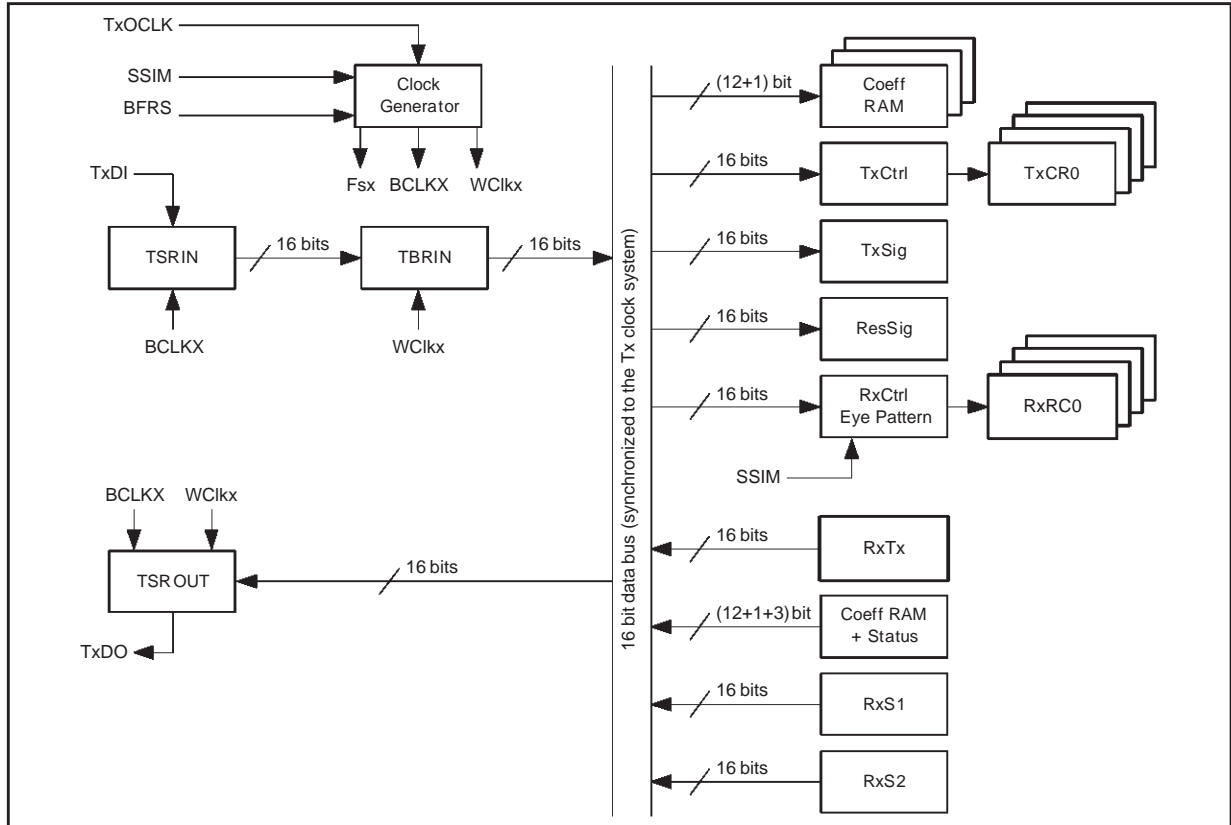 TxOCLK
SSIM
BFRS
Clock
Generator
Fsx
BCLKX
WClkx
TxDI
TSRIN
16 bits
TBRIN
16 bits
BCLKX
WClkx
BCLKX
WClkx
TSROUT
16 bits
TxDO
16 bit data bus (synchronized to the Tx clock system)
(12+1) bit
Coeff
RAM
16 bits
TxCtrl
TxCR0
16 bits
TxSig
16 bits
ResSig
16 bits
RxCtrl
Eye Pattern
RxRC0
SSIM
16 bits
RxTx
(12+1+3) bit
Coeff RAM
+ Status
16 bits
RxS1
16 bits
RxS2